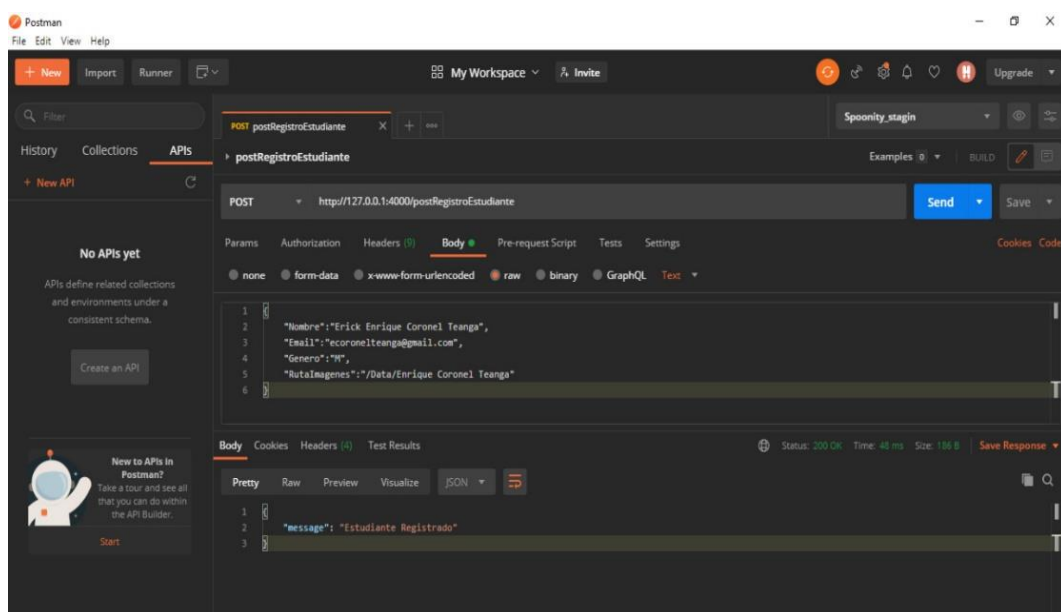 Postman
File Edit View Help
+ New Import Runner My Workspace Invite Upgrade
Filter
History Collections APIs
+ New API
No APIs yet
APIs define related collections
and environments under a
consistent schema.
Create an API
New to APIs in
Postman?
Take a tour and see all
that you can do within
the API Builder.
Start
POST postRegistroEstudiante
Spoonity_stagin
postRegistroEstudiante Examples 0 BUILD
POST http://127.0.0.1:4000/postRegistroEstudiante Send Save
Params Authorization Headers (9) Body Pre-request Script Tests Settings Cookies Code
none form-data x-www-form-urlencoded raw binary GraphQL Text
1 {
2 "Nombre":"Erick Enrique Coronel Teanga",
3 "Email":"ecoronelteanga@gmail.com",
4 "Genero":"M",
5 "RutaImagenes":"/Data/Enrique Coronel Teanga"
6 }
Body Cookies Headers (4) Test Results Status: 200 OK Time: 48 ms Size: 186 B Save Response
Pretty Raw Preview Visualize JSON
1 {
2 "message": "Estudiante Registrado"
3 }